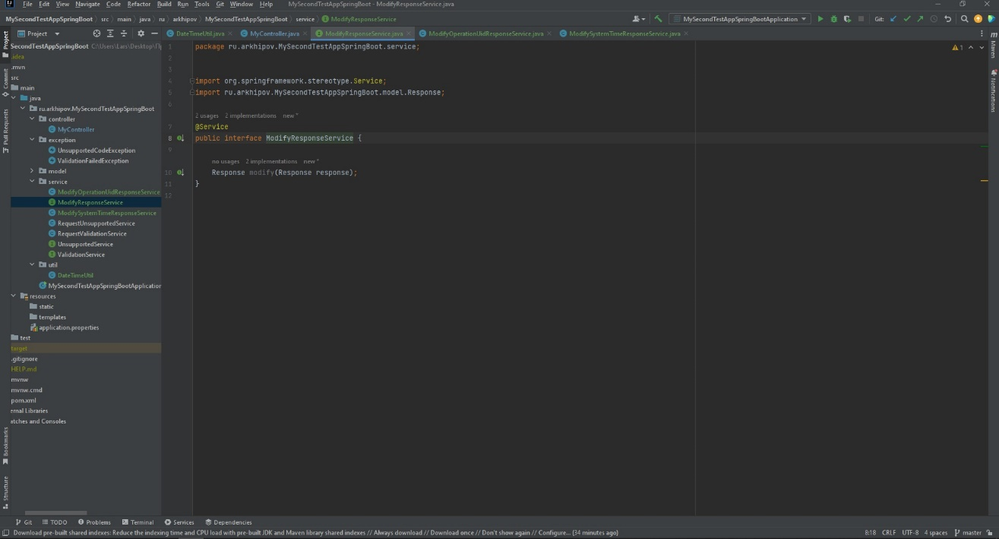 File Edit View Navigate Code Refactor Build Run Tools Git Window Help MySecondTestAppSpringBoot - ModifyResponseService.java
MySecondTestAppSpringBoot src main java ru arkhipov MySecondTestAppSpringBoot service ModifyResponseService MySecondTestAppSpringBootApplication Git:
Project DateTimeUtil.java MyController.java ModifyResponseService.java ModifyOperationUidResponseService.java ModifySystemTimeResponseService.java
SecondTestAppSpringBoot C:\Users\Lars\Desktop\Пр
.idea
.mvn
src
main
java
ru.arkhipov.MySecondTestAppSpringBoot
controller
MyController
exception
UnsupportedCodeException
ValidationFailedException
model
service
ModifyOperationUidResponseService
ModifyResponseService
ModifySystemTimeResponseService
RequestUnsupportedService
RequestValidationService
UnsupportedService
ValidationService
util
DateTimeUtil
MySecondTestAppSpringBootApplication
resources
static
templates
application.properties
test
target
.gitignore
HELP.md
mvnw
mvnw.cmd
pom.xml
ernal Libraries
atches and Consoles
Project
Commit
Pull Requests
Bookmarks
Structure
1 package ru.arkhipov.MySecondTestAppSpringBoot.service;
2
3
4 import org.springframework.stereotype.Service;
5 import ru.arkhipov.MySecondTestAppSpringBoot.model.Response;
6
2 usages 2 implementations new *
7 @Service
8 public interface ModifyResponseService {
9
no usages 2 implementations new *
10 Response modify(Response response);
11 }
12
1
Maven
Notifications
Git TODO Problems Terminal Services Dependencies
Download pre-built shared indexes: Reduce the indexing time and CPU load with pre-built JDK and Maven library shared indexes // Always download // Download once // Don't show again // Configure... (34 minutes ago) 8:18 CRLF UTF-8 4 spaces master